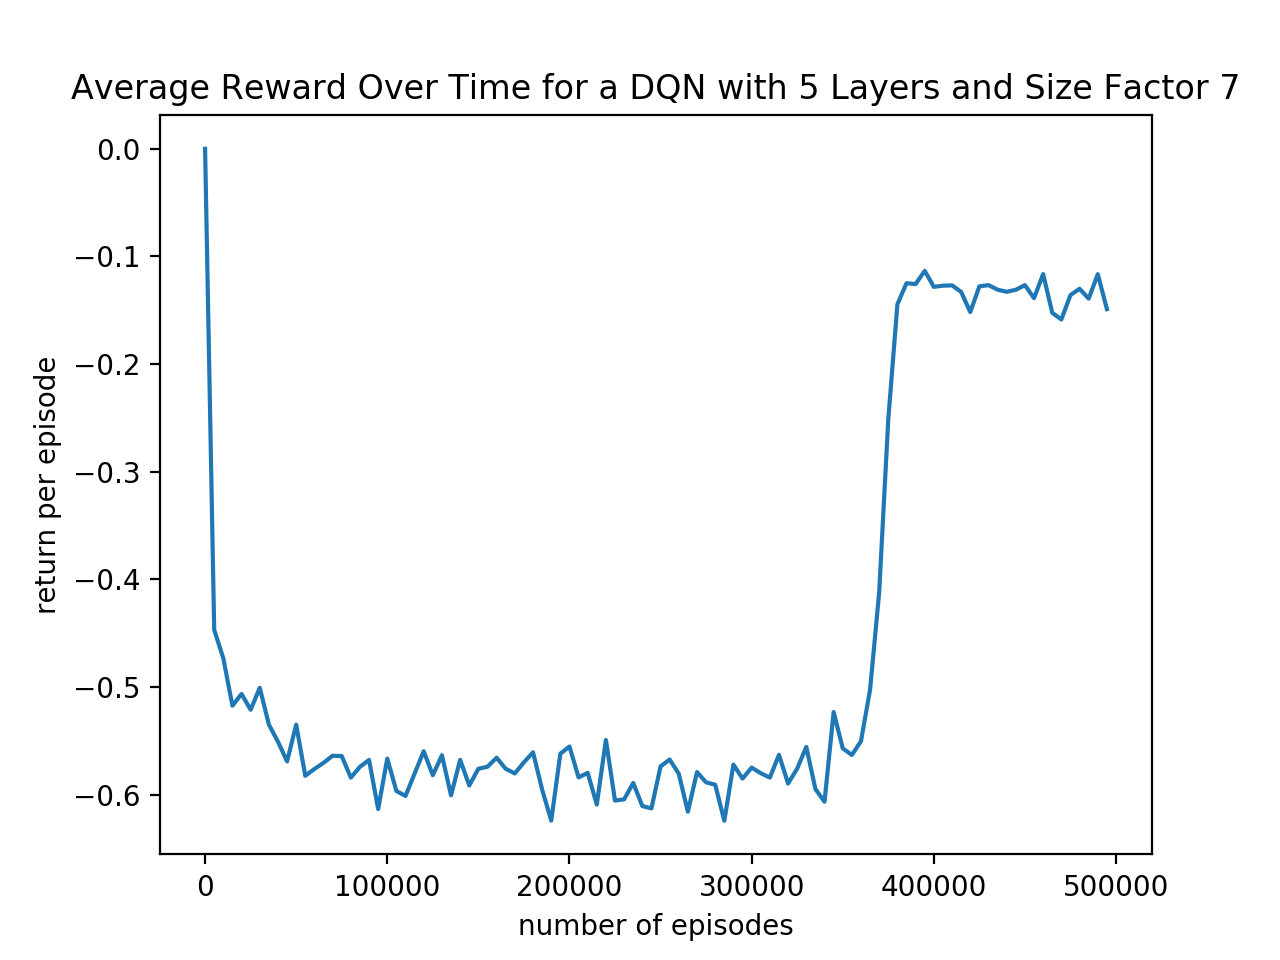 Average Reward Over Time for a DQN with 5 Layers and Size Factor 7
0.0
−0.1
−0.2
−0.3
−0.4
−0.5
−0.6
return per episode
0 100000 200000 300000 400000 500000
number of episodes